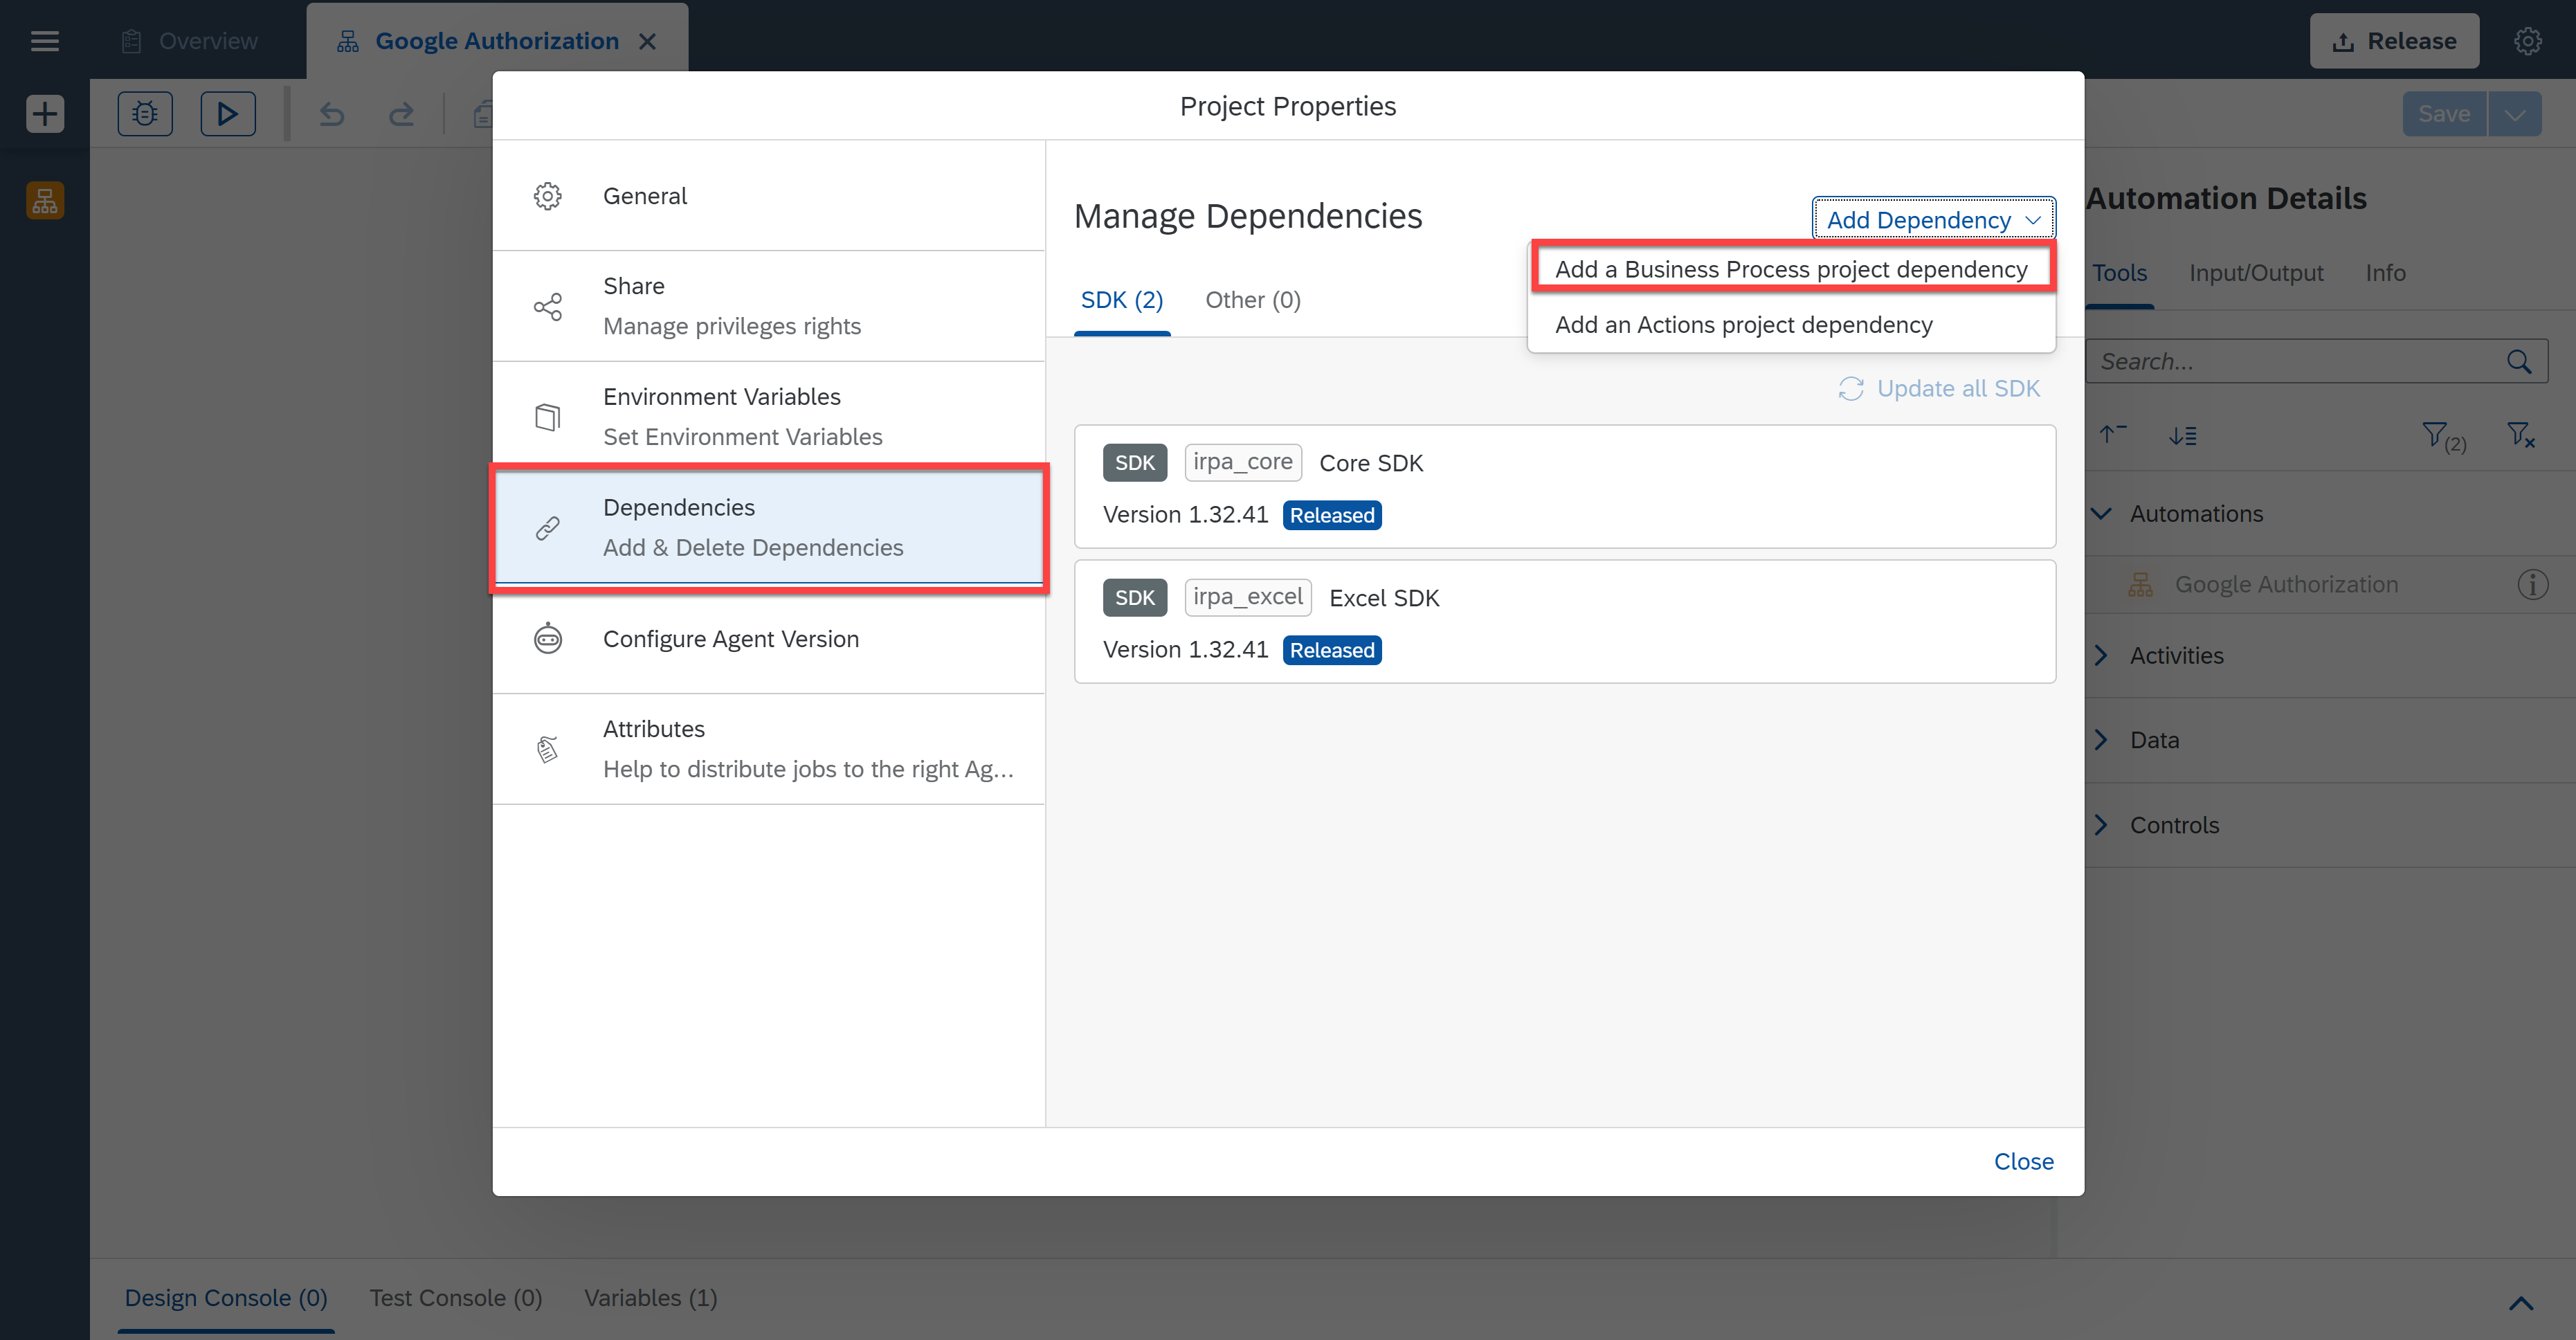 Overview
Google Authorization
Release
Save
Project Properties
General
Share
Manage privileges rights
Environment Variables
Set Environment Variables
Dependencies
Add & Delete Dependencies
Configure Agent Version
Attributes
Help to distribute jobs to the right Ag...
Manage Dependencies
Add Dependency
Add a Business Process project dependency
Add an Actions project dependency
SDK (2)
Other (0)
Update all SDK
SDK irpa_core Core SDK
Version 1.32.41 Released
SDK irpa_excel Excel SDK
Version 1.32.41 Released
Close
Automation Details
Tools Input/Output Info
Search...
(2)
Automations
Google Authorization
Activities
Data
Controls
Design Console (0) Test Console (0) Variables (1)